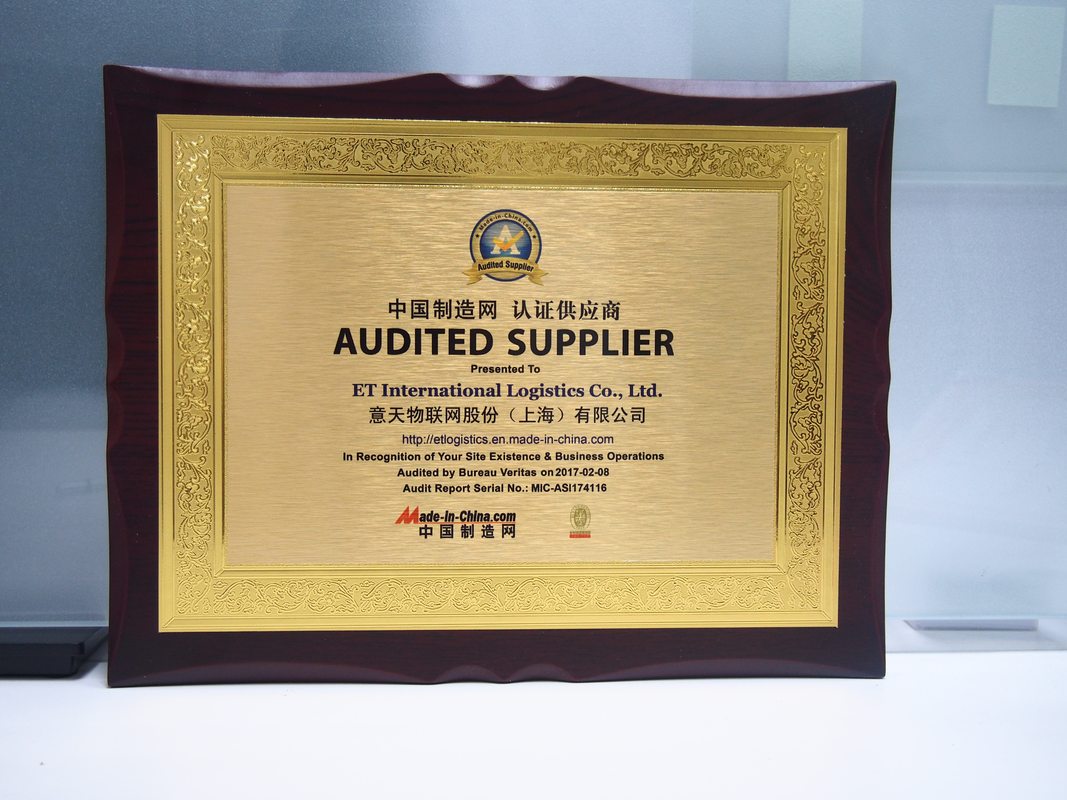 Made-in-China.com
Audited Supplier
中国制造网 认证供应商
AUDITED SUPPLIER
Presented To
ET International Logistics Co., Ltd.
意天物联网股份（上海）有限公司
http://etlogistics.en.made-in-china.com
In Recognition of Your Site Existence & Business Operations
Audited by Bureau Veritas on 2017-02-08
Audit Report Serial No.: MIC-ASI174116
Made-in-China.com
中国制造网